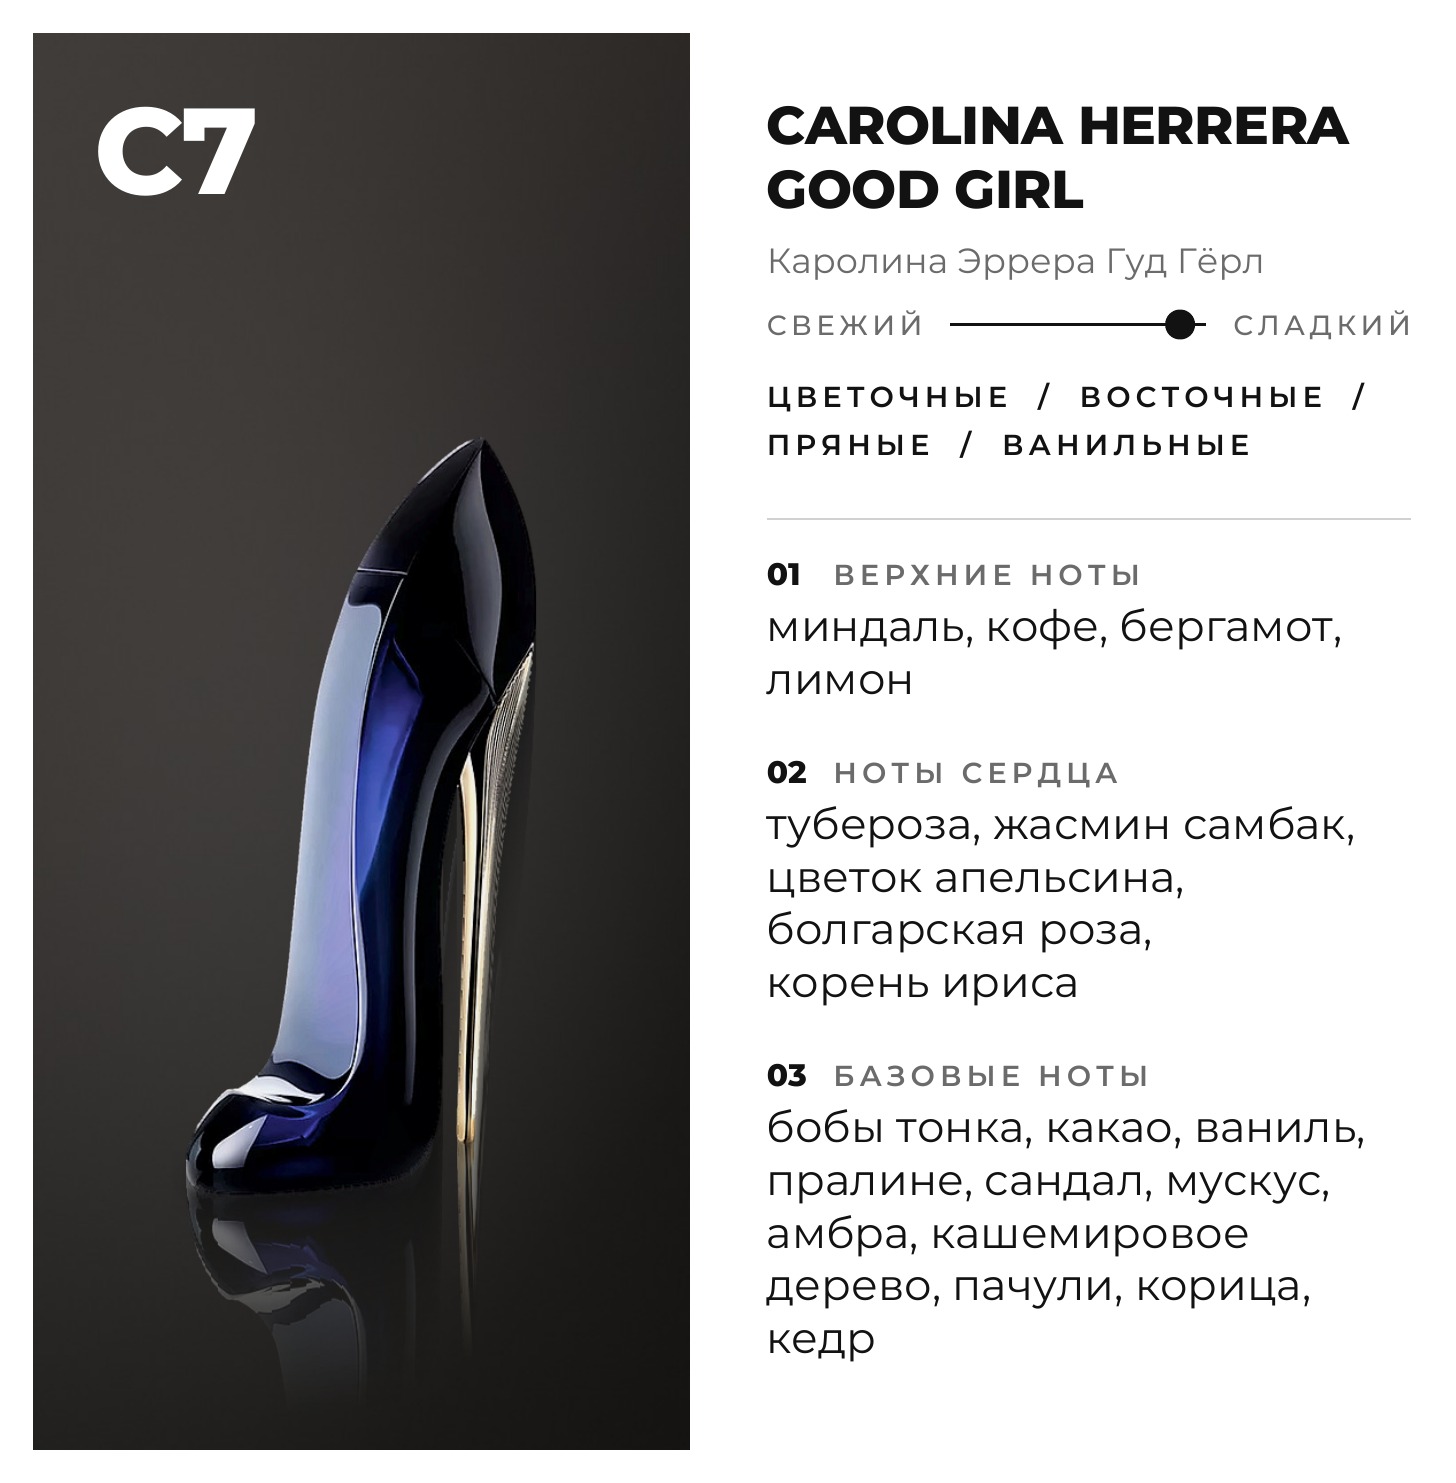 C7
CAROLINA HERRERA
GOOD GIRL
Каролина Эррера Гуд Гёрл
СВЕЖИЙ СЛАДКИЙ
ЦВЕТОЧНЫЕ / ВОСТОЧНЫЕ /
ПРЯНЫЕ / ВАНИЛЬНЫЕ
01 ВЕРХНИЕ НОТЫ
миндаль, кофе, бергамот,
лимон
02 НОТЫ СЕРДЦА
тубероза, жасмин самбак,
цветок апельсина,
болгарская роза,
корень ириса
03 БАЗОВЫЕ НОТЫ
бобы тонка, какао, ваниль,
пралине, сандал, мускус,
амбра, кашемировое
дерево, пачули, корица,
кедр